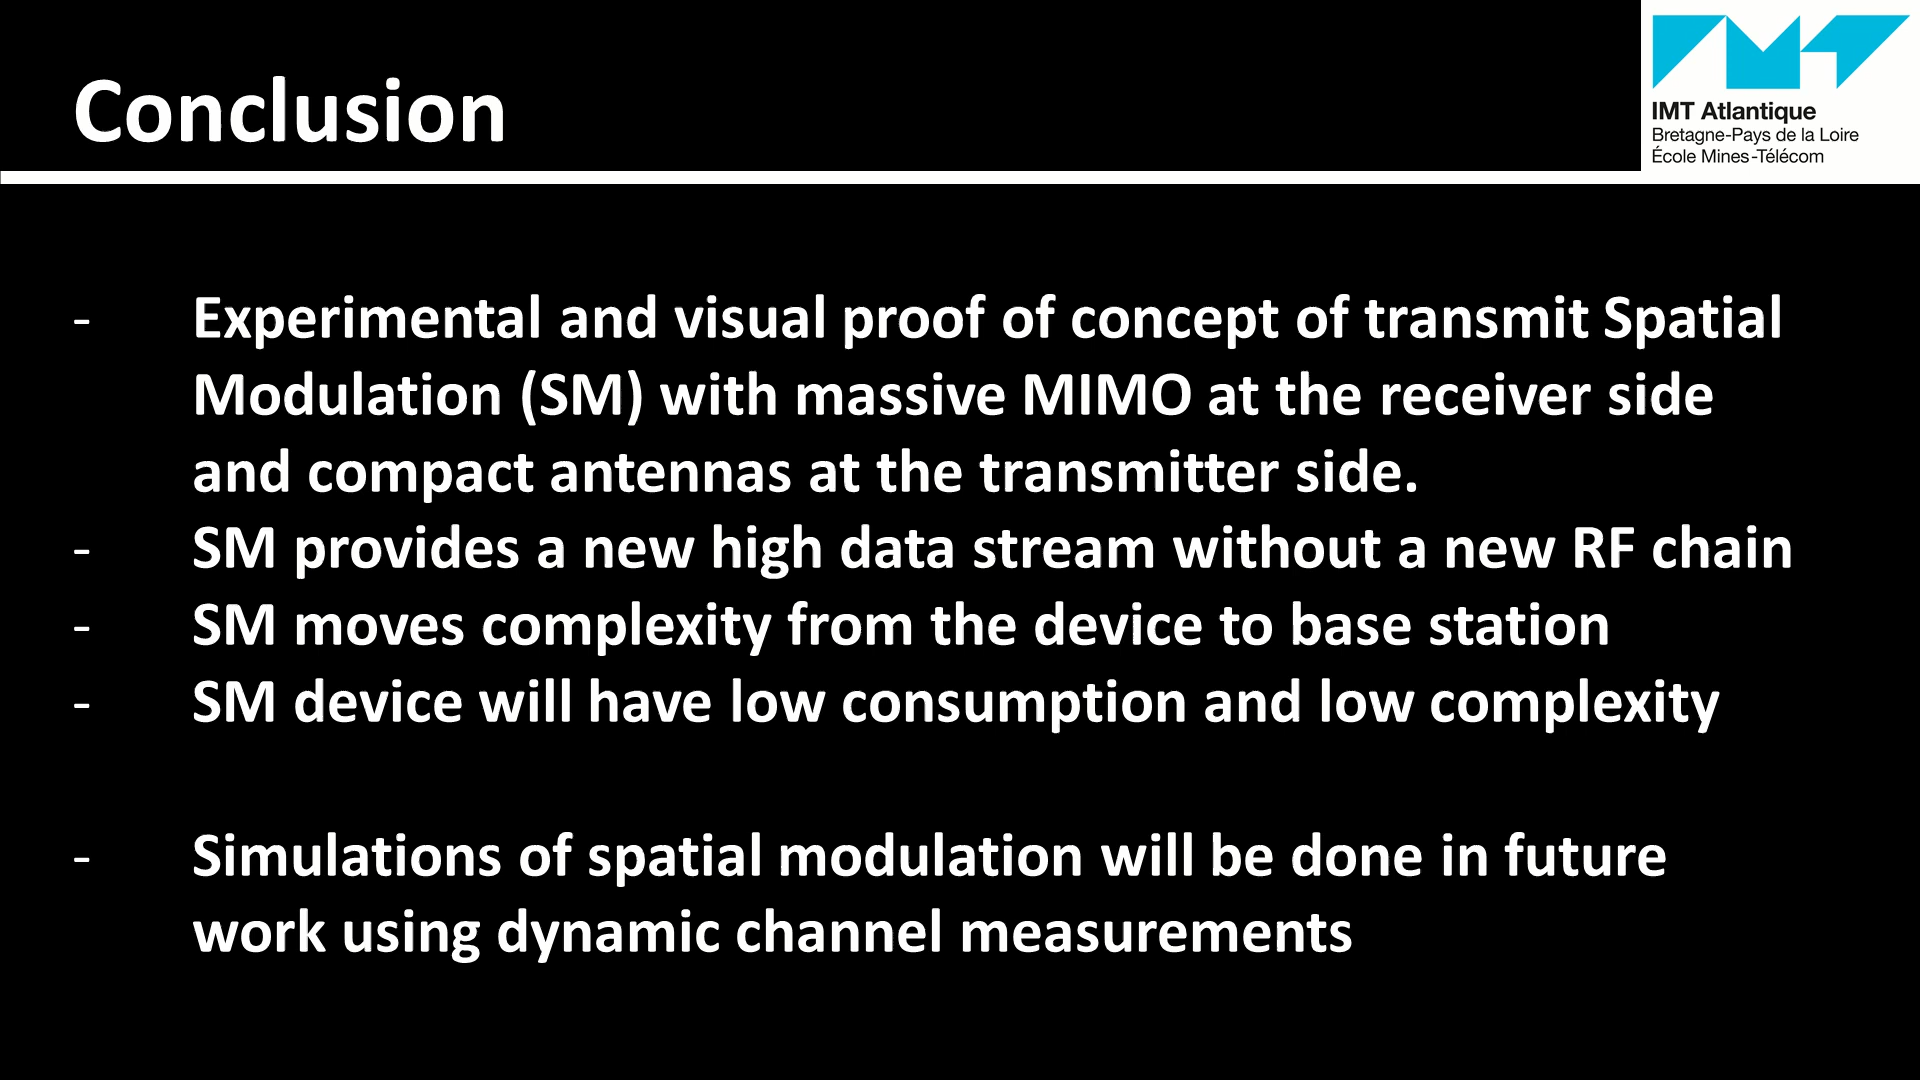 Conclusion
IMT Atlantique
Bretagne-Pays de la Loire
École Mines-Télécom
- Experimental and visual proof of concept of transmit Spatial
Modulation (SM) with massive MIMO at the receiver side
and compact antennas at the transmitter side.
- SM provides a new high data stream without a new RF chain
- SM moves complexity from the device to base station
- SM device will have low consumption and low complexity
- Simulations of spatial modulation will be done in future
work using dynamic channel measurements